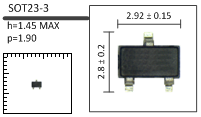 SOT23-3
h=1.45 MAX
p=1.90
2.92 ± 0.15
2.8 ± 0.2